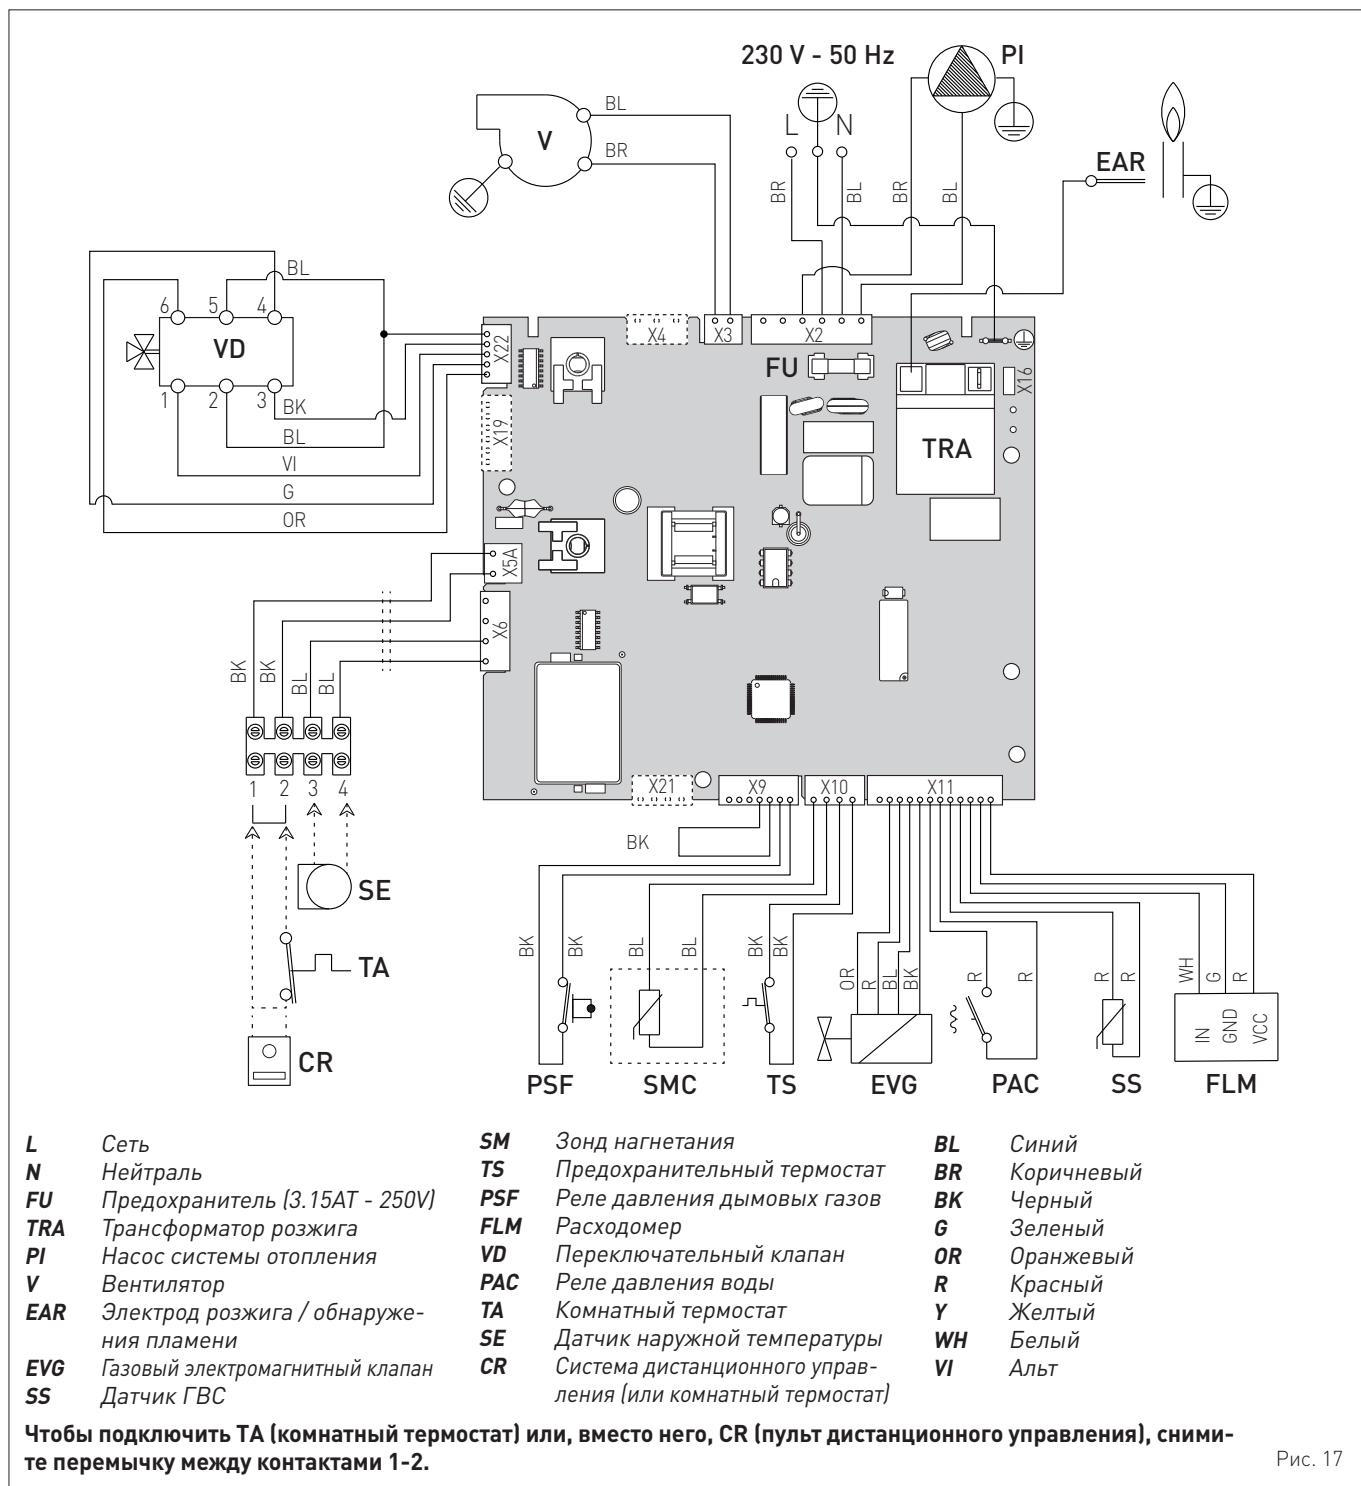 230 V - 50 Hz
PI
L
N
V
BL
BR
BR
BL
BR
BL
EAR
BL
6
5
4
VD
1
2
3
BK
BL
VI
G
OR
X22
X4
X3
X2
FU
X16
TRA
X19
X5A
X6
BK
BK
BL
BL
1
2
3
4
SE
TA
CR
X21
X9
X10
X11
BK
BK
BK
BL
BL
BK
BK
OR
R
BL
BK
R
R
R
R
WH
G
R
IN
GND
VCC
PSF
SMC
TS
EVG
PAC
SS
FLM
L Сеть
N Нейтраль
FU Предохранитель (3.15AT - 250V)
TRA Трансформатор розжига
PI Насос системы отопления
V Вентилятор
EAR Электрод розжига / обнаруже-
ния пламени
EVG Газовый электромагнитный клапан
SS Датчик ГВС
SM Зонд нагнетания
TS Предохранительный термостат
PSF Реле давления дымовых газов
FLM Расходомер
VD Переключательный клапан
PAC Реле давления воды
TA Комнатный термостат
SE Датчик наружной температуры
CR Система дистанционного управ-
ления (или комнатный термостат)
BL Синий
BR Коричневый
BK Черный
G Зеленый
OR Оранжевый
R Красный
Y Желтый
WH Белый
VI Альт
Чтобы подключить TA (комнатный термостат) или, вместо него, CR (пульт дистанционного управления), сними-
те перемычку между контактами 1-2.
Рис. 17